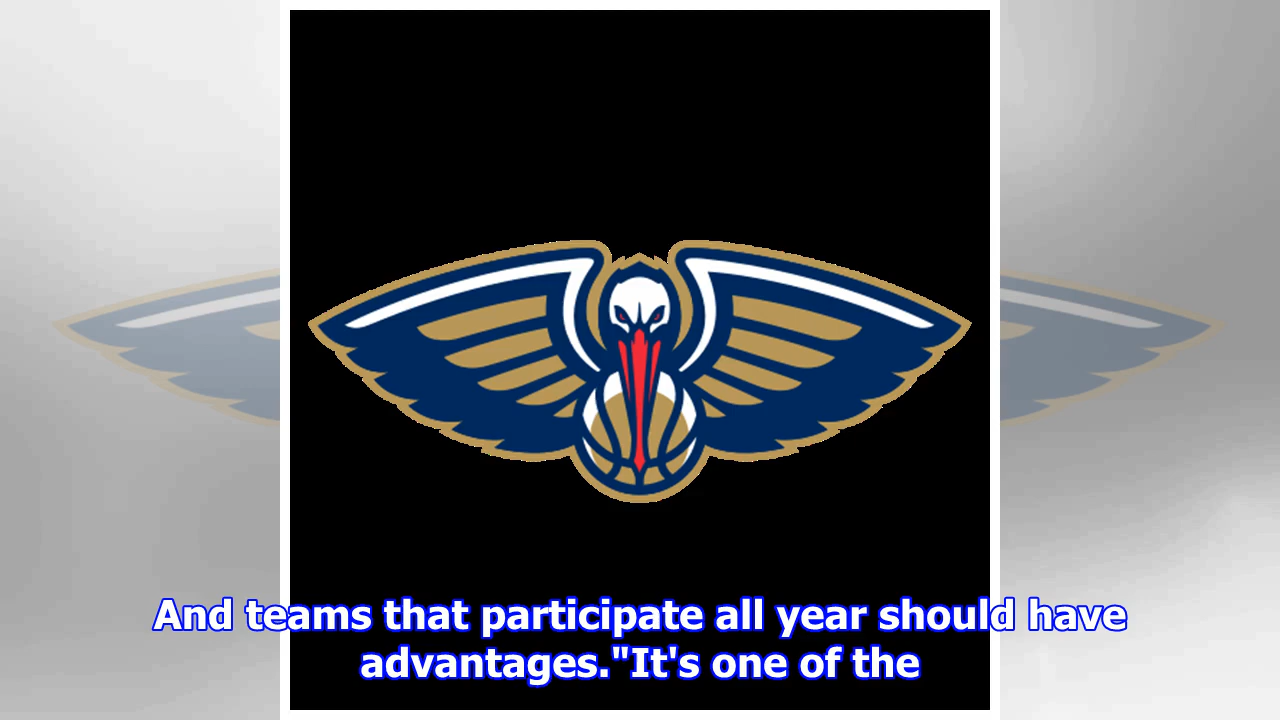 And teams that participate all year should have
advantages."It's one of the